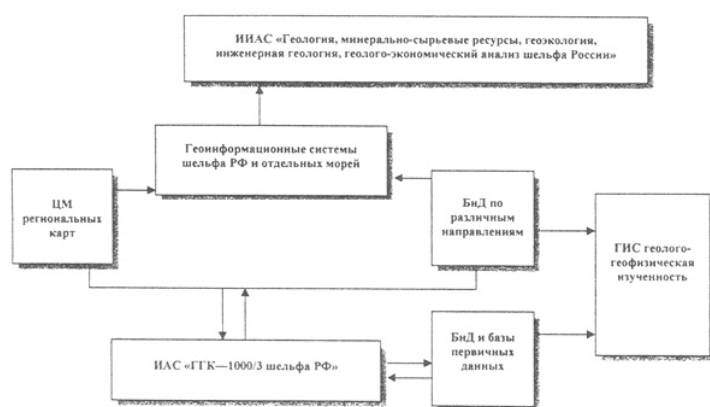 ИИАС «Геология, минерально-сырьевые ресурсы, геоэкология,
инженерная геология, геолого-экономический анализ шельфа России»
Геоинформационные системы
шельфа РФ и отдельных морей
ЦМ
региональных
карт
БиД по
различным
направлениям
ГИС геолого-
геофизическая
изученность
ИАС «ГГК—1000/3 шельфа РФ»
БиД и базы
первичных
данных